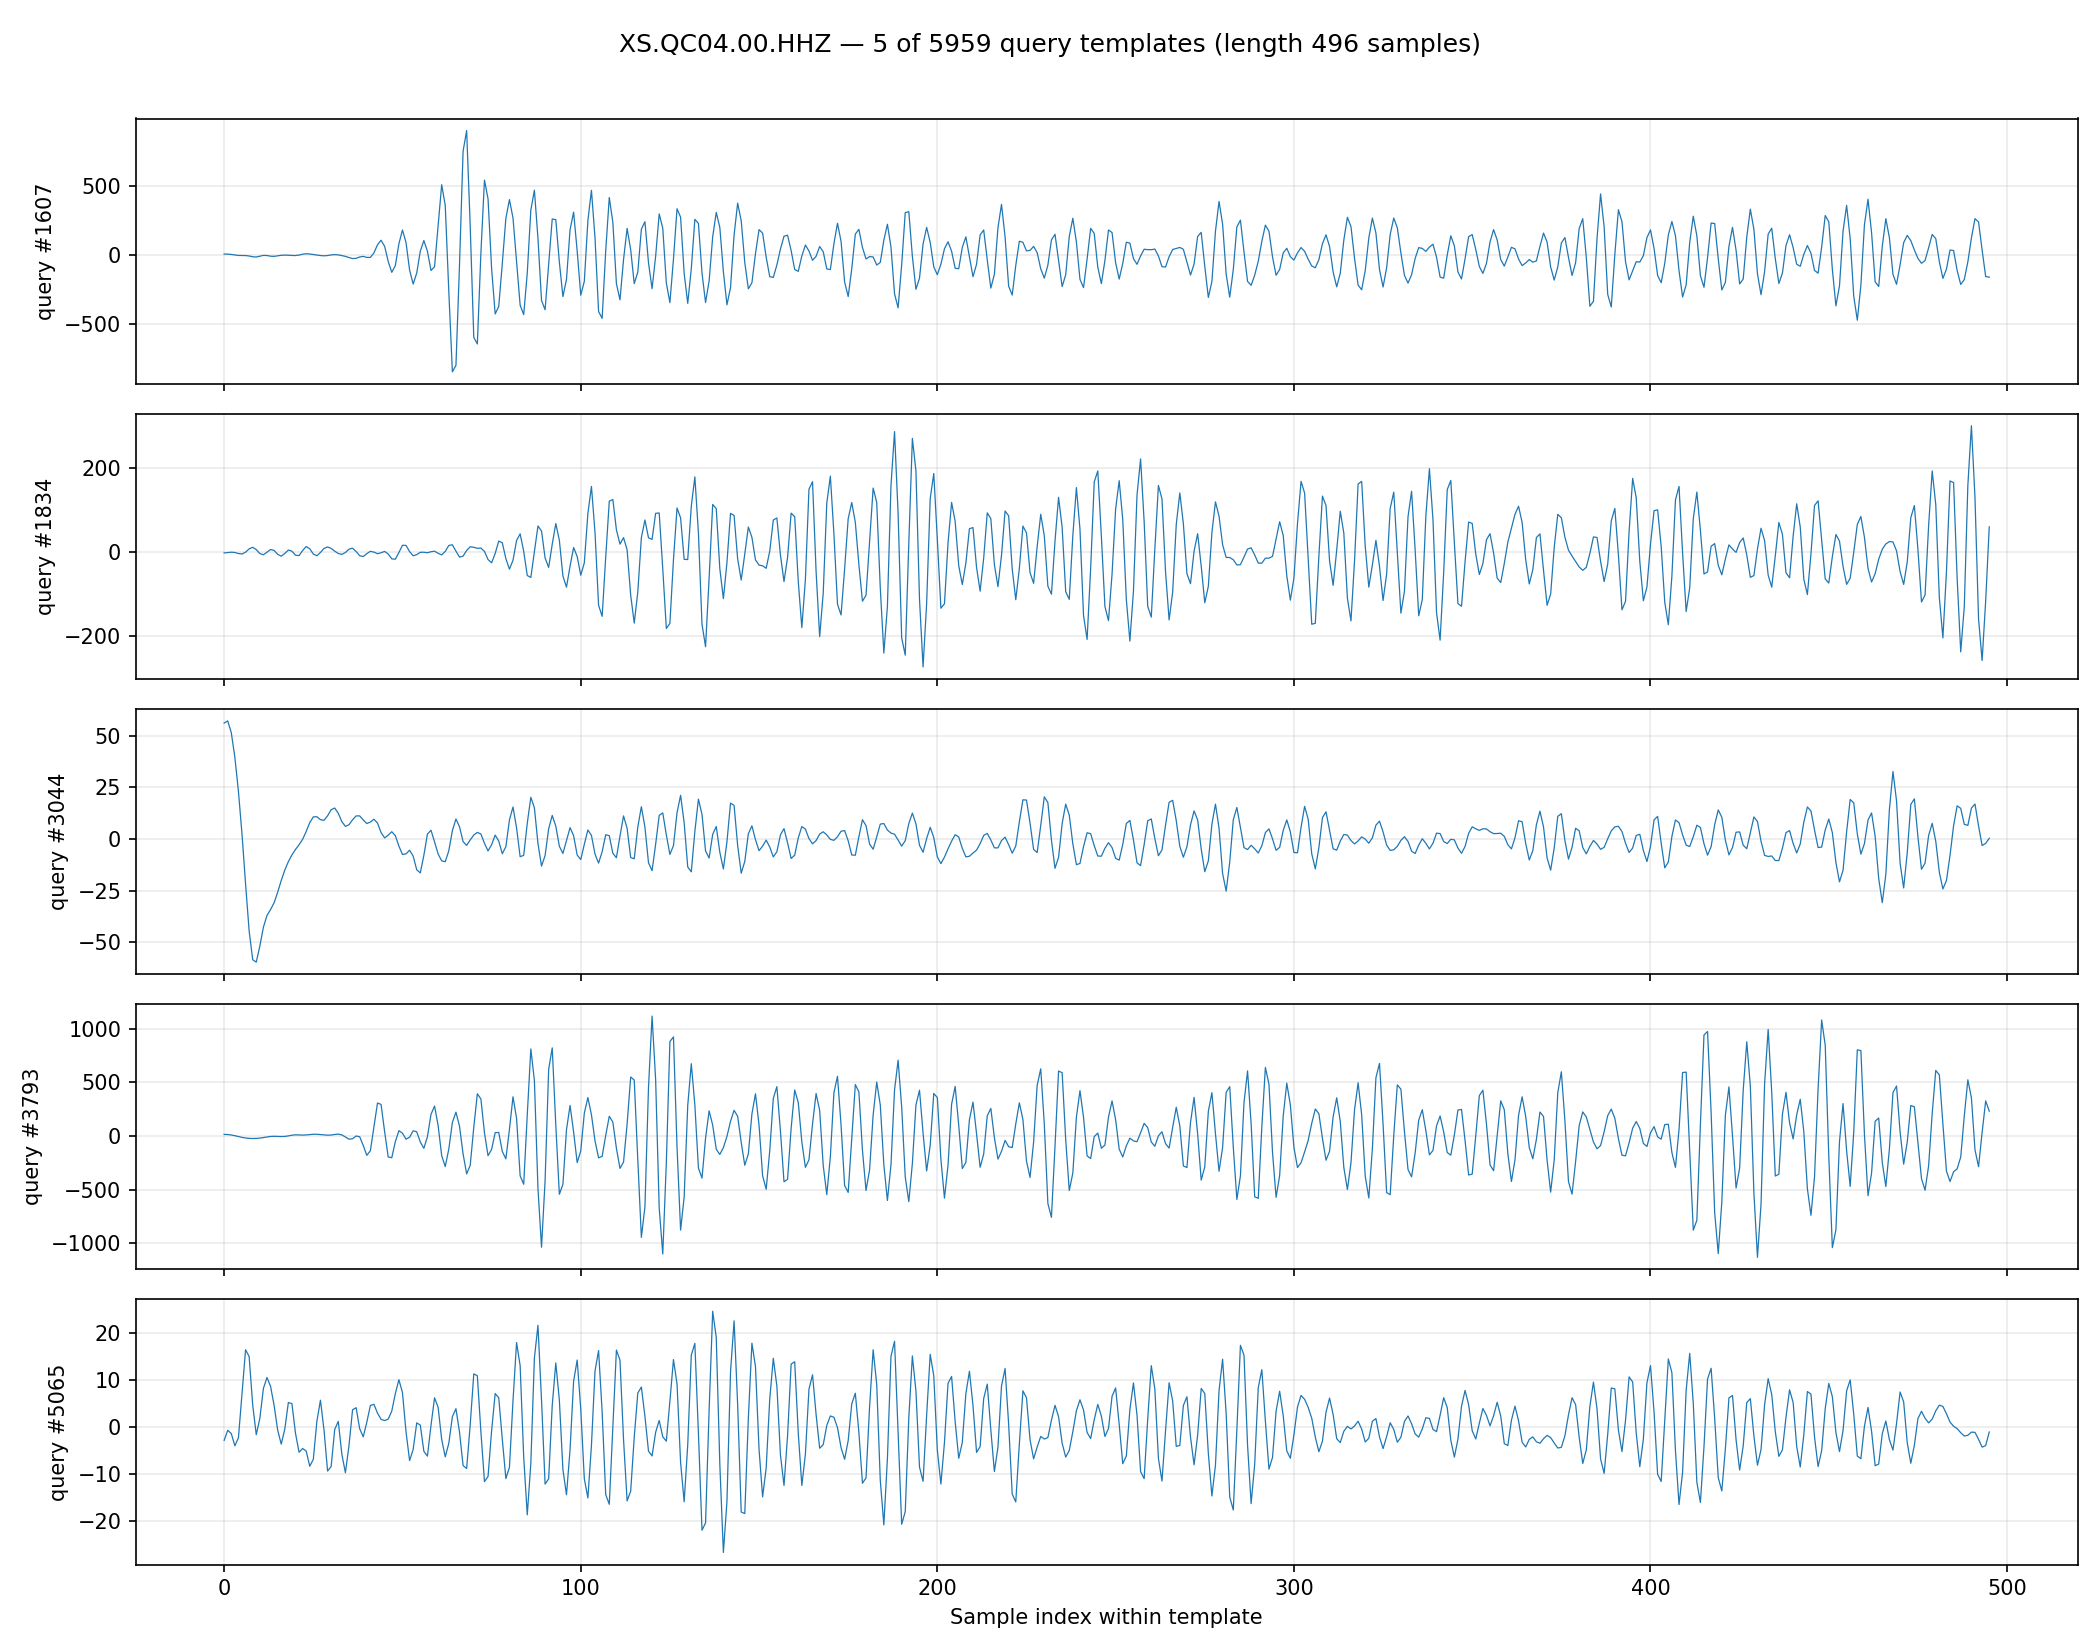 XS.QC04.00.HHZ — 5 of 5959 query templates (length 496 samples)
500
0
−500
query #1607
200
0
−200
query #1834
50
25
0
−25
−50
query #3044
1000
500
0
−500
−1000
query #3793
20
10
0
−10
−20
query #5065
0 100 200 300 400 500
Sample index within template